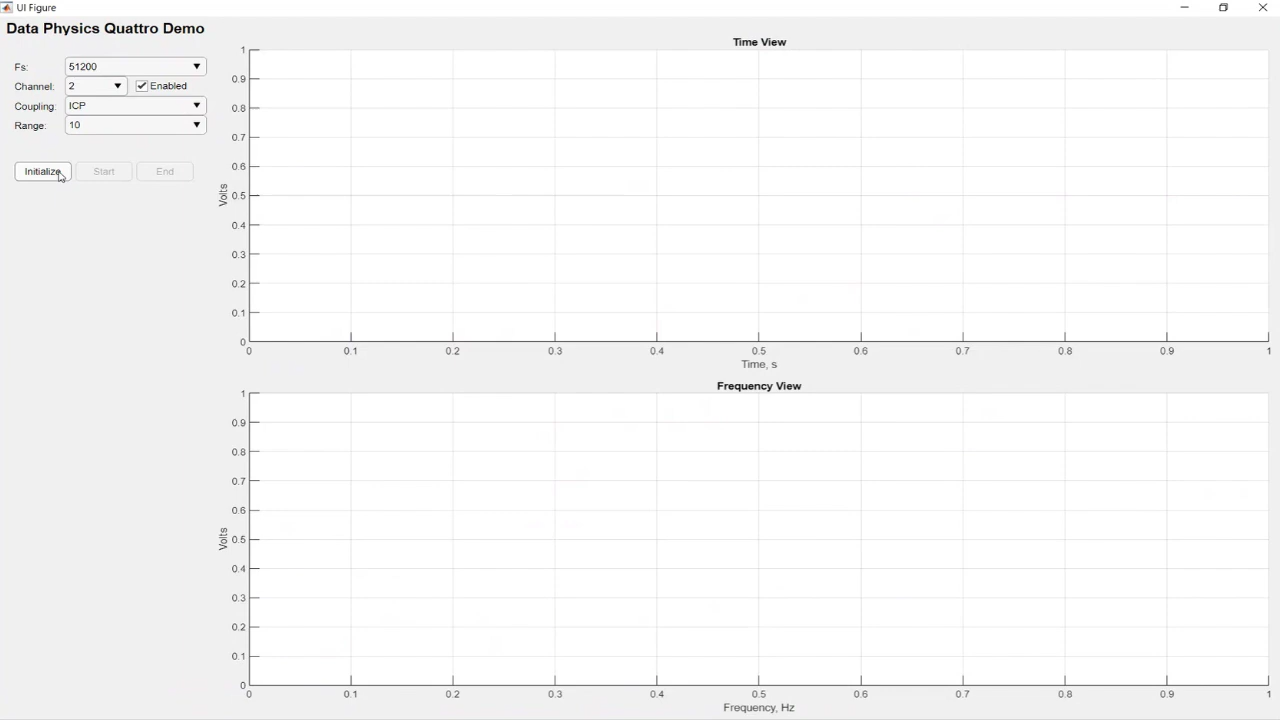 UI Figure
Data Physics Quattro Demo
Fs: 51200
Channel: 2 Enabled
Coupling: ICP
Range: 10
Initialize Start End
Time View
1
0.9
0.8
0.7
0.6
0.5
0.4
0.3
0.2
0.1
0
Volts
0 0.1 0.2 0.3 0.4 0.5 0.6 0.7 0.8 0.9 1
Time, s
Frequency View
1
0.9
0.8
0.7
0.6
0.5
0.4
0.3
0.2
0.1
0
Volts
0 0.1 0.2 0.3 0.4 0.5 0.6 0.7 0.8 0.9 1
Frequency, Hz